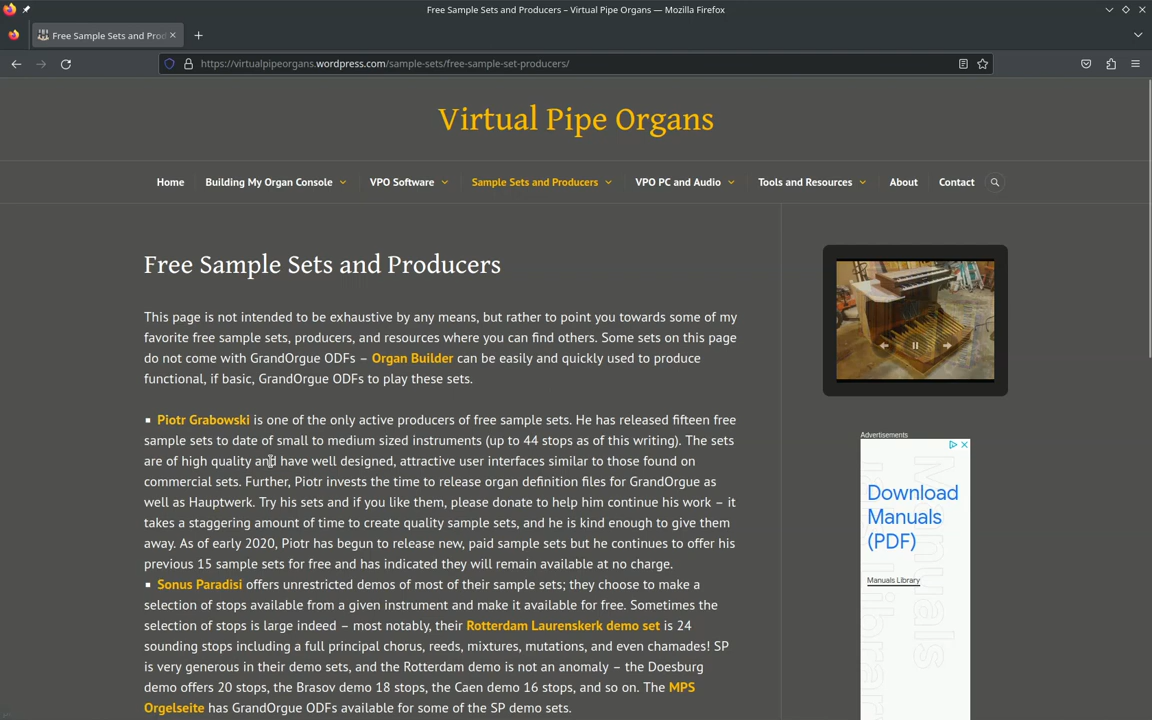 Free Sample Sets and Producers – Virtual Pipe Organs — Mozilla Firefox
Free Sample Sets and Prod
https://virtualpipeorgans.wordpress.com/sample-sets/free-sample-set-producers/
Virtual Pipe Organs
Home Building My Organ Console VPO Software Sample Sets and Producers VPO PC and Audio Tools and Resources About Contact
Free Sample Sets and Producers
This page is not intended to be exhaustive by any means, but rather to point you towards some of my
favorite free sample sets, producers, and resources where you can find others. Some sets on this page
do not come with GrandOrgue ODFs – Organ Builder can be easily and quickly used to produce
functional, if basic, GrandOrgue ODFs to play these sets.
▪ Piotr Grabowski is one of the only active producers of free sample sets. He has released fifteen free
sample sets to date of small to medium sized instruments (up to 44 stops as of this writing). The sets
are of high quality and have well designed, attractive user interfaces similar to those found on
commercial sets. Further, Piotr invests the time to release organ definition files for GrandOrgue as
well as Hauptwerk. Try his sets and if you like them, please donate to help him continue his work – it
takes a staggering amount of time to create quality sample sets, and he is kind enough to give them
away. As of early 2020, Piotr has begun to release new, paid sample sets but he continues to offer his
previous 15 sample sets for free and has indicated they will remain available at no charge.
▪ Sonus Paradisi offers unrestricted demos of most of their sample sets; they choose to make a
selection of stops available from a given instrument and make it available for free. Sometimes the
selection of stops is large indeed – most notably, their Rotterdam Laurenskerk demo set is 24
sounding stops including a full principal chorus, reeds, mixtures, mutations, and even chamades! SP
is very generous in their demo sets, and the Rotterdam demo is not an anomaly – the Doesburg
demo offers 20 stops, the Brasov demo 18 stops, the Caen demo 16 stops, and so on. The MPS
Orgelseite has GrandOrgue ODFs available for some of the SP demo sets.
Advertisements
Download
Manuals
(PDF)
Manuals Library